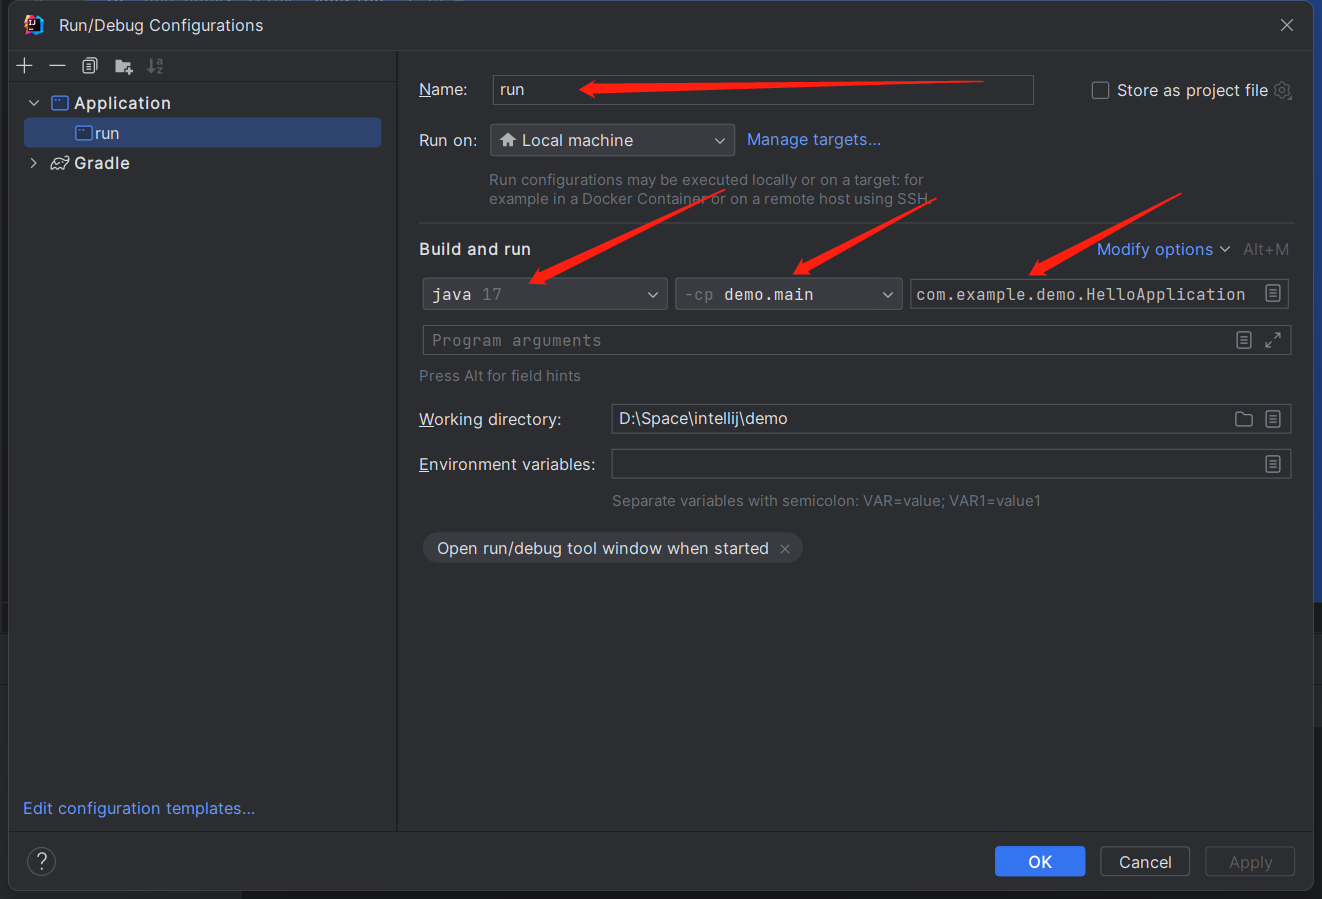 Run/Debug Configurations
Application
run
Gradle
Name: run
Store as project file
Run on: Local machine Manage targets...
Run configurations may be executed locally or on a target: for
example in a Docker Container or on a remote host using SSH.
Build and run
Modify options Alt+M
java 17 -cp demo.main com.example.demo.HelloApplication
Program arguments
Press Alt for field hints
Working directory: D:\Space\intellij\demo
Environment variables:
Separate variables with semicolon: VAR=value; VAR1=value1
Open run/debug tool window when started
Edit configuration templates...
? OK Cancel Apply